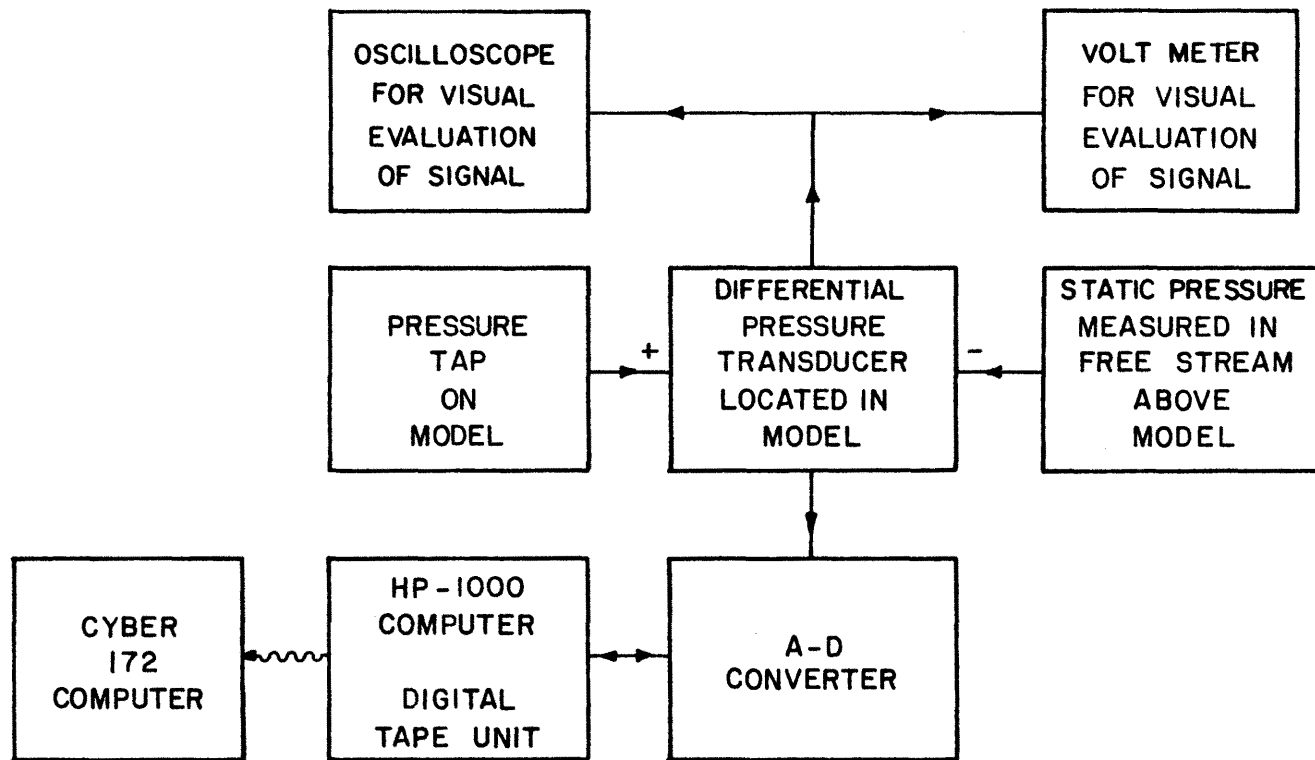 OSCILLOSCOPE
FOR VISUAL
EVALUATION
OF SIGNAL
VOLT METER
FOR VISUAL
EVALUATION
OF SIGNAL
PRESSURE
TAP
ON
MODEL
+
DIFFERENTIAL
PRESSURE
TRANSDUCER
LOCATED IN
MODEL
-
STATIC PRESSURE
MEASURED IN
FREE STREAM
ABOVE
MODEL
CYBER
172
COMPUTER
HP-1000
COMPUTER
DIGITAL
TAPE UNIT
A-D
CONVERTER